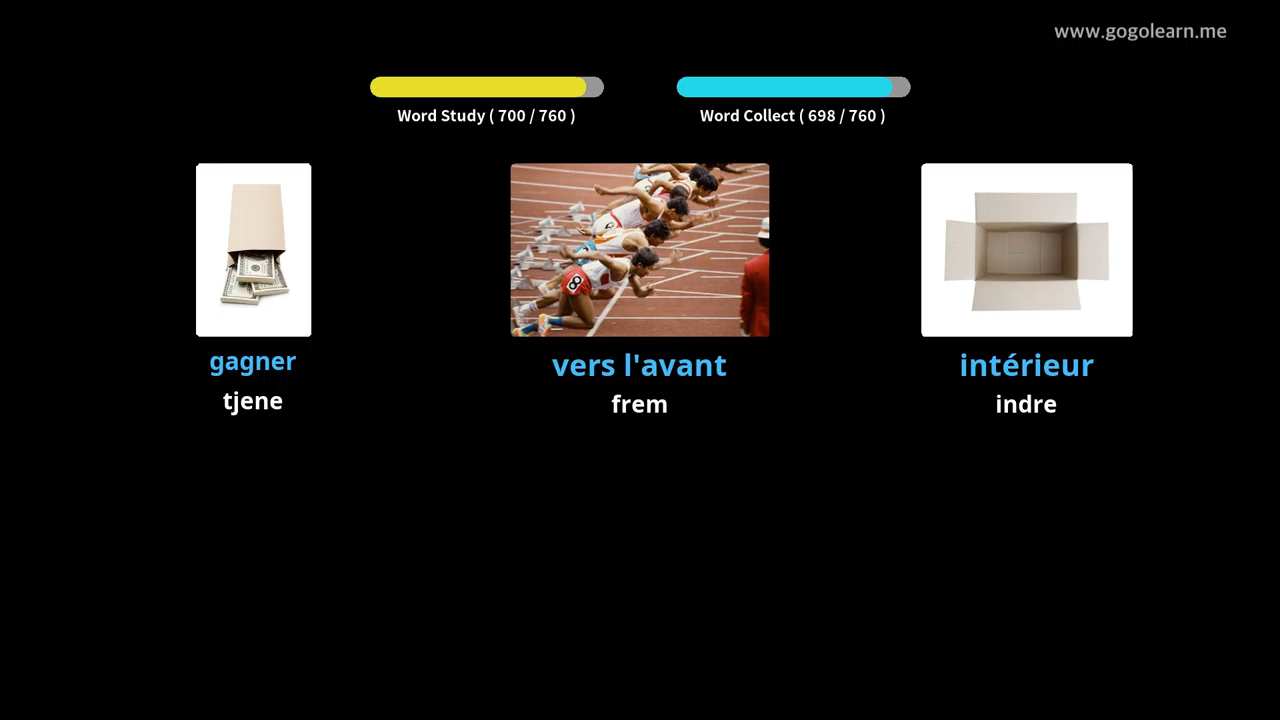 www.gogolearn.me
Word Study ( 700 / 760 )
Word Collect ( 698 / 760 )
gagner
vers l'avant
intérieur
tjene
frem
indre